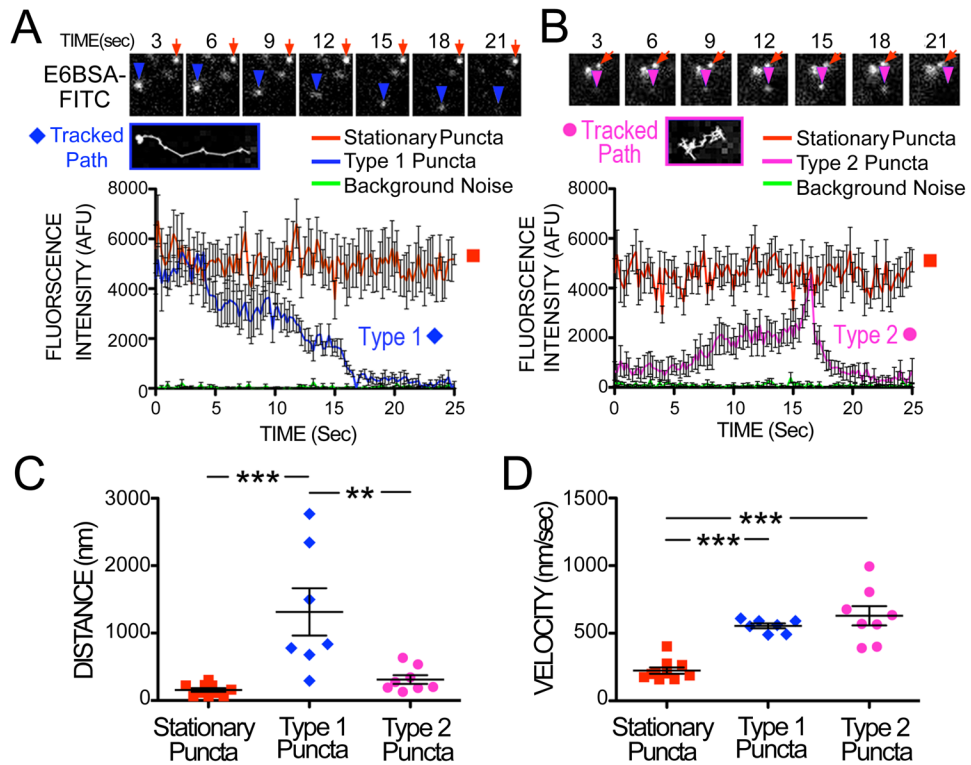 A
TIME(sec) 3 6 9 12 15 18 21
E6BSA-
FITC
Tracked
Path
Stationary Puncta
Type 1 Puncta
Background Noise
FLUORSCENCE
INTENSITY (AFU)
8000
6000
4000
2000
0
Type 1
0 5 10 15 20 25
TIME (Sec)
B
3 6 9 12 15 18 21
Tracked
Path
Stationary Puncta
Type 2 Puncta
Background Noise
FLUORSCENCE
INTENSITY (AFU)
8000
6000
4000
2000
0
Type 2
0 5 10 15 20 25
TIME (Sec)
C
DISTANCE (nm)
3000
2000
1000
0
***
**
Stationary
Puncta
Type 1
Puncta
Type 2
Puncta
D
VELOCITY (nm/sec)
1500
1000
500
0
***
***
Stationary
Puncta
Type 1
Puncta
Type 2
Puncta